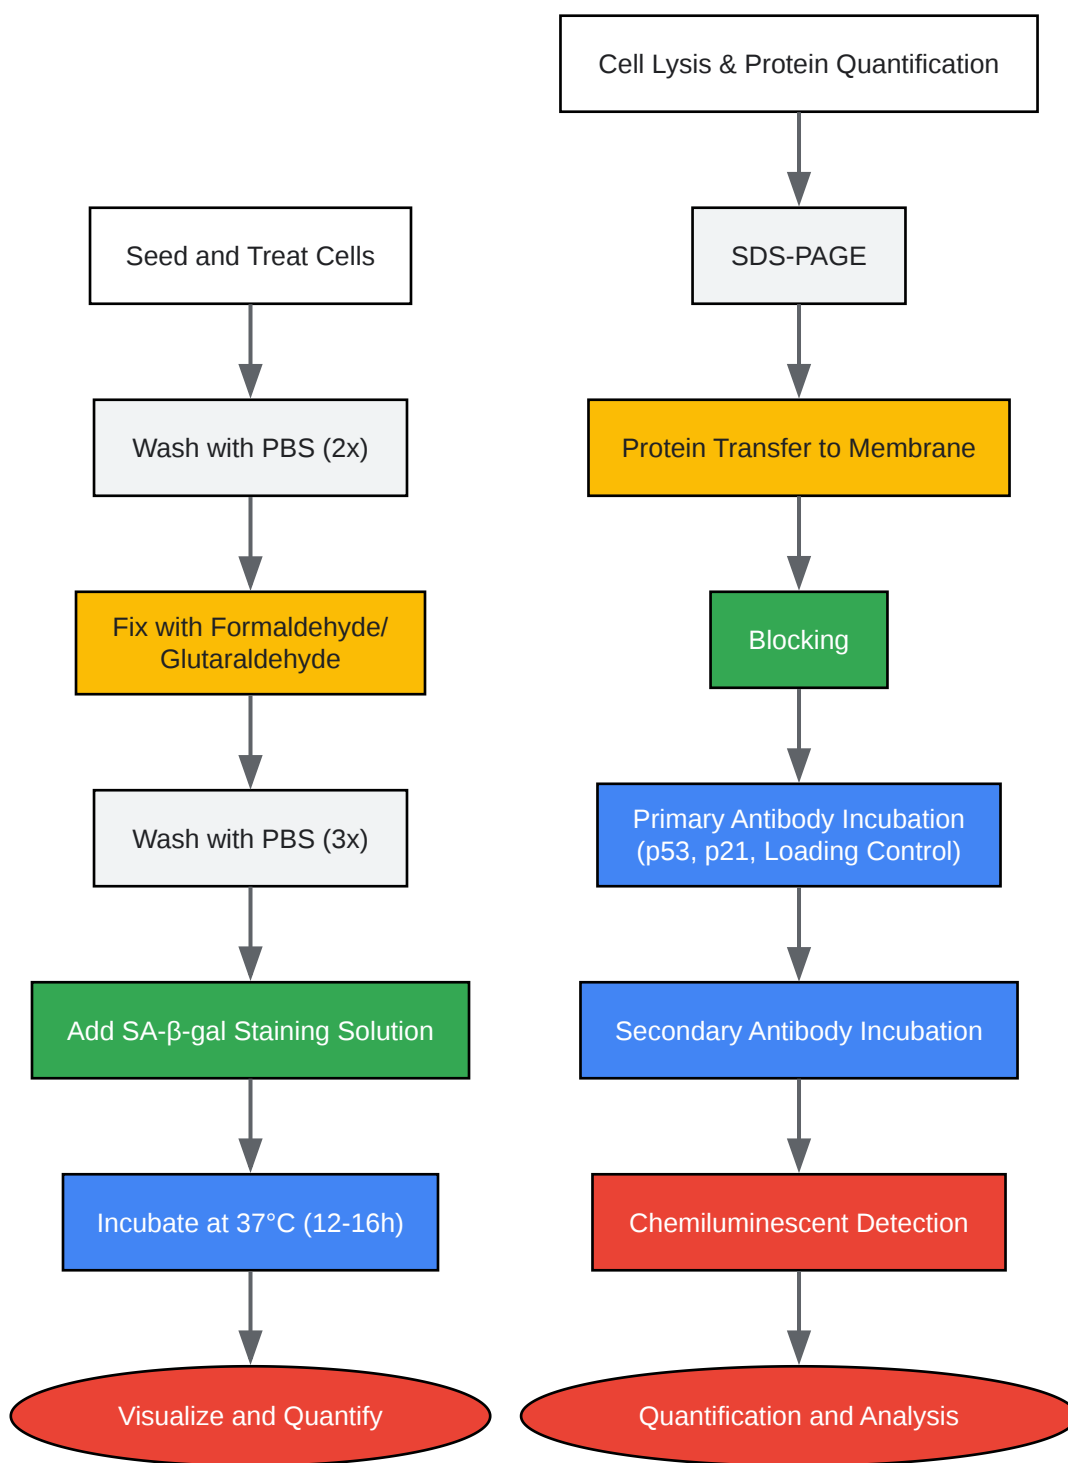 Seed and Treat Cells
Wash with PBS (2x)
Fix with Formaldehyde/
Glutaraldehyde
Wash with PBS (3x)
Add SA-β-gal Staining Solution
Incubate at 37°C (12-16h)
Visualize and Quantify
Cell Lysis & Protein Quantification
SDS-PAGE
Protein Transfer to Membrane
Blocking
Primary Antibody Incubation
(p53, p21, Loading Control)
Secondary Antibody Incubation
Chemiluminescent Detection
Quantification and Analysis